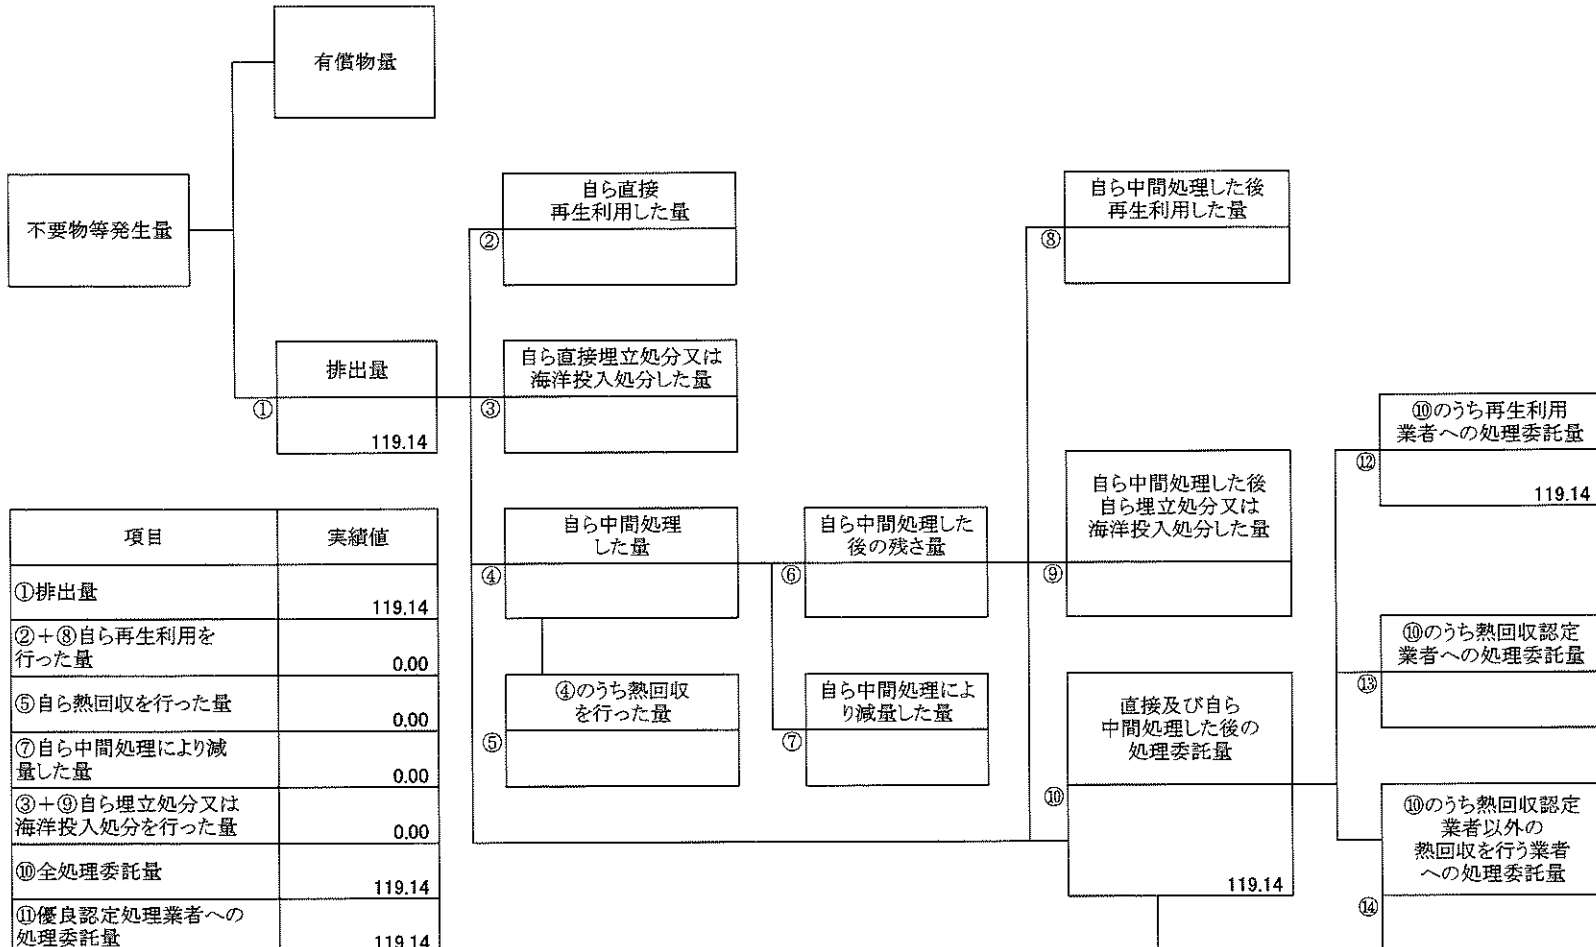 有償物量
不要物等発生量
自ら直接
再生利用した量
②
自ら中間処理した後
再生利用した量
⑧
排出量
①
119.14
自ら直接埋立処分又は
海洋投入処分した量
③
⑩のうち再生利用
業者への処理委託量
⑫
119.14
自ら中間処理
した量
④
自ら中間処理した
後の残さ量
⑥
自ら中間処理した後
自ら埋立処分又は
海洋投入処分した量
⑨
⑩のうち熱回収認定
業者への処理委託量
⑬
④のうち熱回収
を行った量
⑤
自ら中間処理によ
り減量した量
⑦
直接及び自ら
中間処理した後の
処理委託量
⑩
119.14
⑩のうち熱回収認定
業者以外の
熱回収を行う業者
への処理委託量
⑭
項目 実績値
①排出量 119.14
②+⑧自ら再生利用を
行った量 0.00
⑤自ら熱回収を行った量 0.00
⑦自ら中間処理により減
量した量 0.00
③+⑨自ら埋立処分又は
海洋投入処分を行った量 0.00
⑩全処理委託量 119.14
⑪優良認定処理業者への
処理委託量 119.14